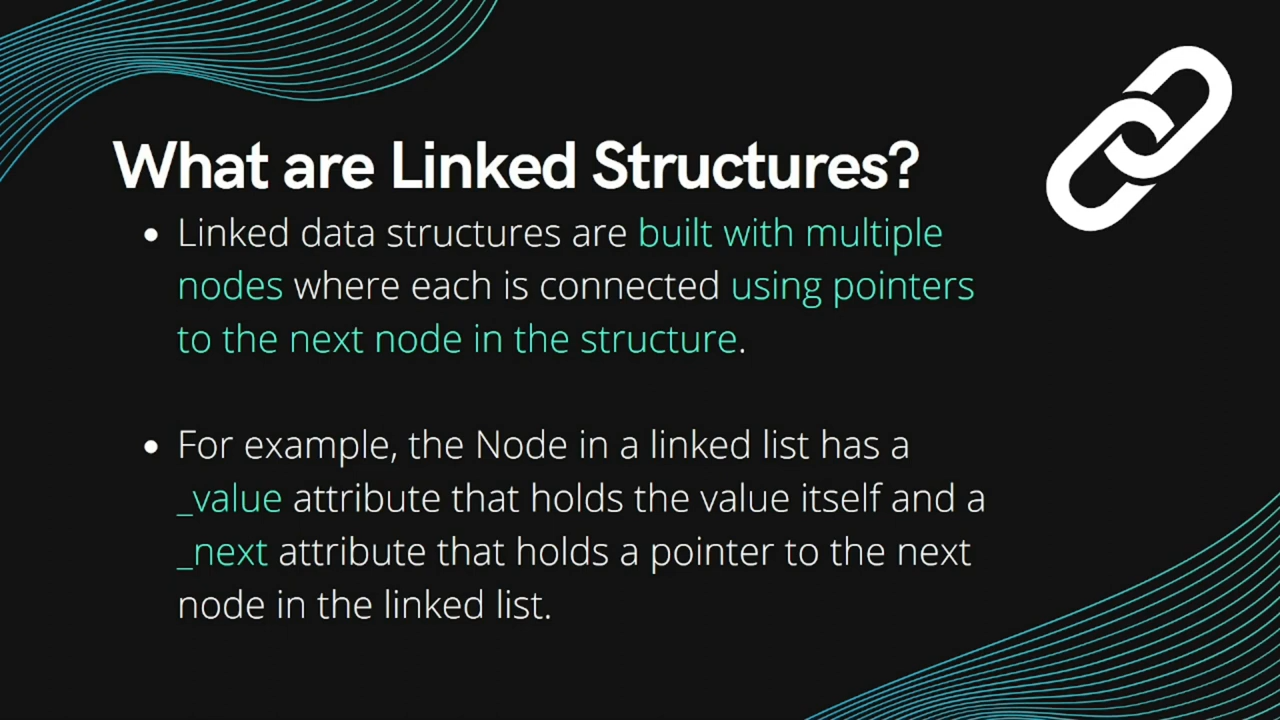 What are Linked Structures?
• Linked data structures are built with multiple
nodes where each is connected using pointers
to the next node in the structure.
• For example, the Node in a linked list has a
_value attribute that holds the value itself and a
_next attribute that holds a pointer to the next
node in the linked list.